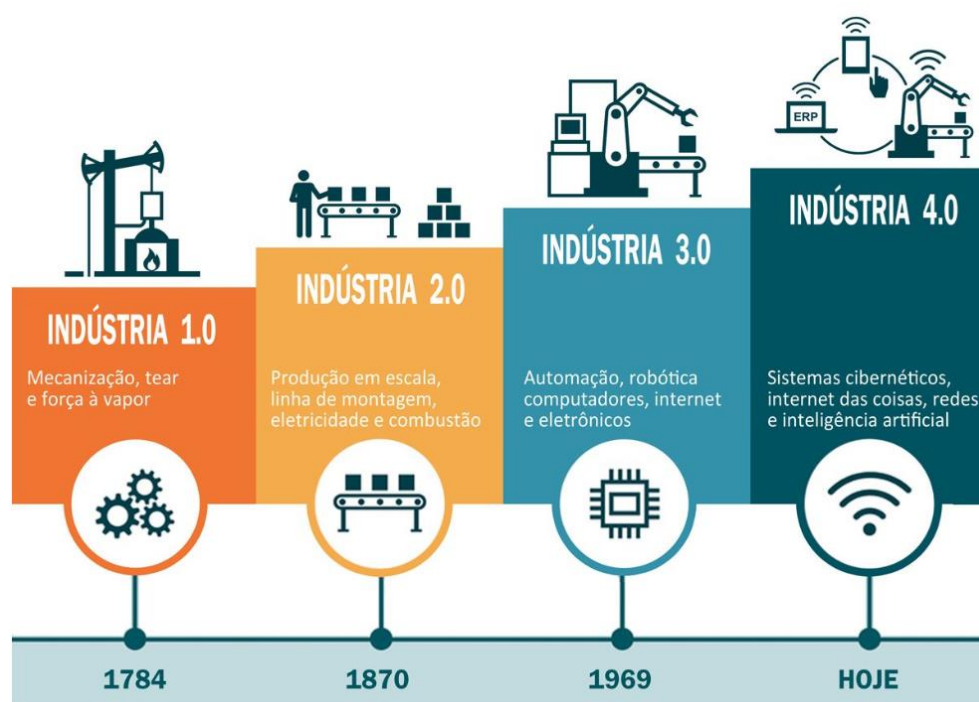 ERP
INDÚSTRIA 1.0
Mecanização, tear
e força à vapor
1784
INDÚSTRIA 2.0
Produção em escala,
linha de montagem,
eletricidade e combustão
1870
INDÚSTRIA 3.0
Automação, robótica
computadores, internet
e eletrônicos
1969
INDÚSTRIA 4.0
Sistemas cibernéticos,
internet das coisas, redes
e inteligência artificial
HOJE